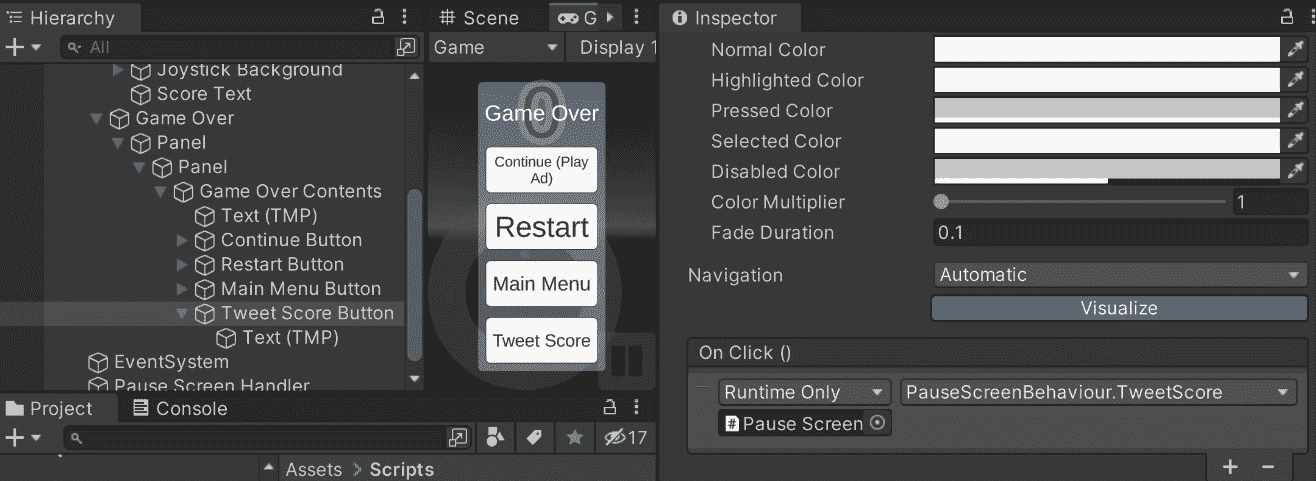 Hierarchy
All
Joystick Background
Score Text
Game Over
Panel
Panel
Game Over Contents
Text (TMP)
Continue Button
Restart Button
Main Menu Button
Tweet Score Button
Text (TMP)
EventSystem
Pause Screen Handler
Scene
G
Game
Display 1
0
Game Over
Continue (Play
Ad)
Restart
Main Menu
Tweet Score
Project
Console
17
Assets > Scripts
Inspector
Normal Color
Highlighted Color
Pressed Color
Selected Color
Disabled Color
Color Multiplier 1
Fade Duration 0.1
Navigation Automatic
Visualize
On Click ()
Runtime Only PauseScreenBehaviour.TweetScore
Pause Screen